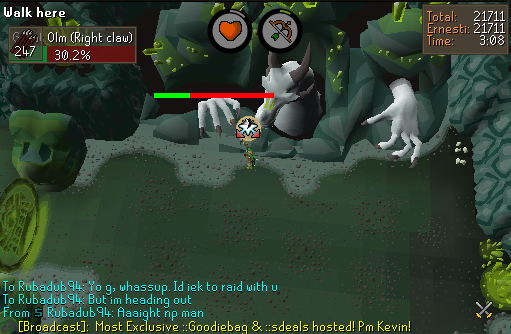 Walk here
Olm (Right claw)
247 30.2%
Total: 21711
Ernesti: 21711
Time: 3:08
To Rubadub94: Yo g, whassup. Id iek to raid with u
To Rubadub94: But im heading out
From S Rubadub94: Aaaight np man
[Broadcast]: Most Exclusive ::Goodiebag & ::sdeals hosted! Pm Kevin!